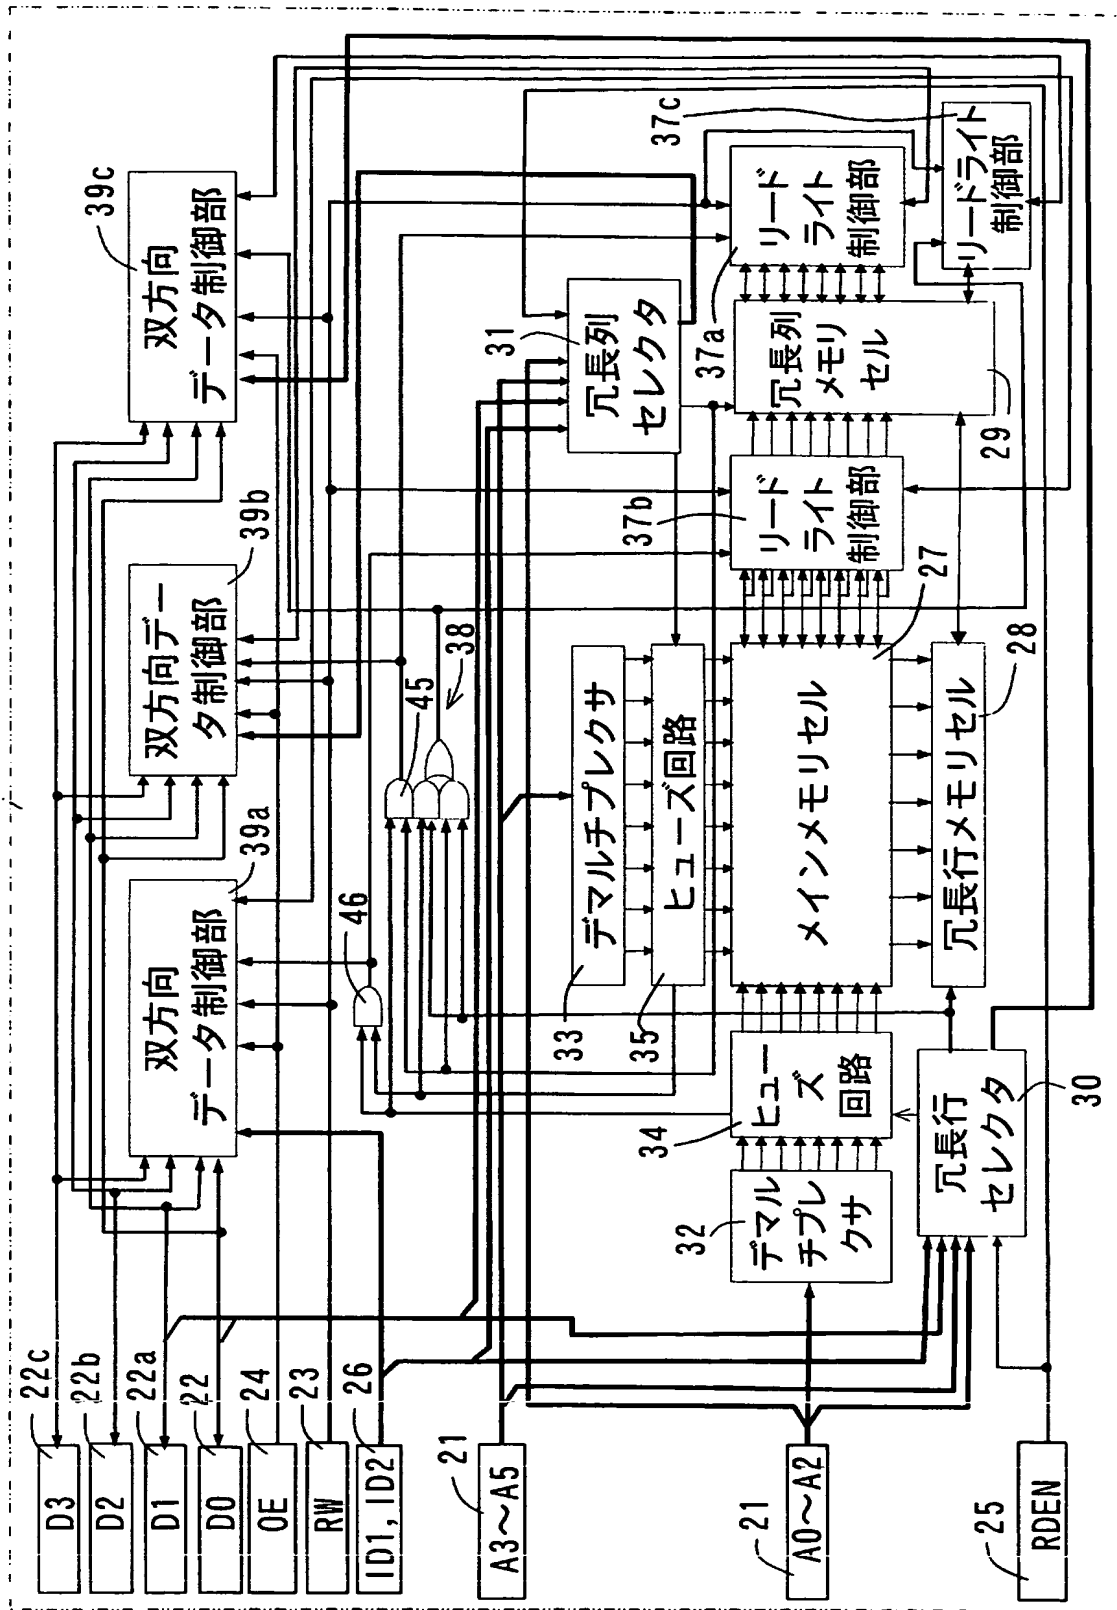 D3
22c
D2
22b
D1
22a
D0
22
OE
24
RW
23
ID1, ID2
26
A3～A5
21
A0～A2
21
RDEN
25
双方向
データ制御部
39a
双方向デー
タ制御部
39b
双方向
データ制御部
39c
46
45
38
デマルチプレクサ
33
ヒューズ回路
35
冗長列
セレクタ
31
デマル
チプレ
クサ
32
ヒュー
ズ
回路
34
メインメモリセル
27
リード
ライト
制御部
37b
冗長列
メモリ
セル
29
リード
ライト
制御部
37a
リードライト
制御部
37c
冗長行
セレクタ
30
冗長行メモリセル
28